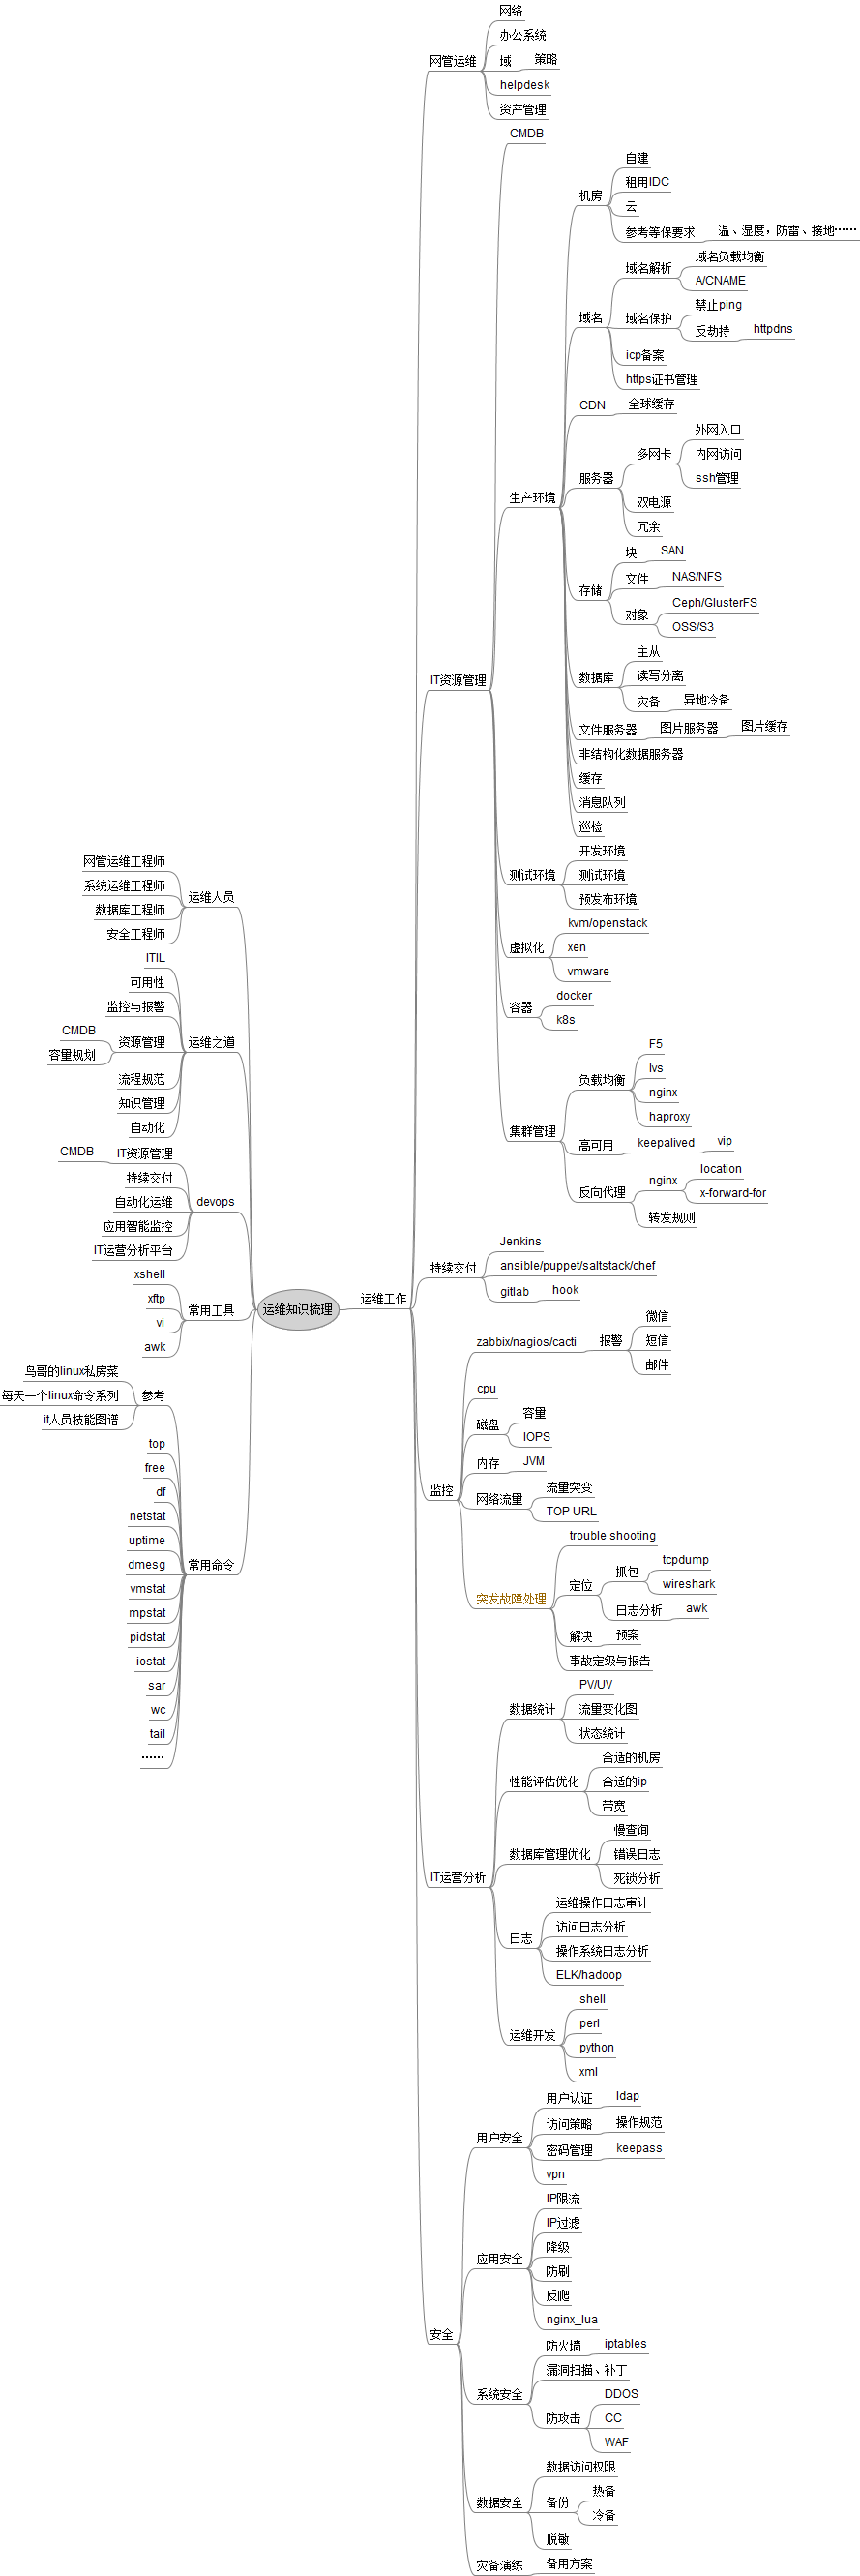 运维知识梳理
运维人员
网管运维工程师
系统运维工程师
数据库工程师
安全工程师
运维之道
ITIL
可用性
监控与报警
资源管理
CMDB
容量规划
流程规范
知识管理
自动化
devops
IT资源管理
CMDB
持续交付
自动化运维
应用智能监控
IT运营分析平台
常用工具
xshell
xftp
vi
awk
常用命令
参考
鸟哥的linux私房菜
每天一个linux命令系列
it人员技能图谱
top
free
df
netstat
uptime
dmesg
vmstat
mpstat
pidstat
iostat
sar
wc
tail
······
运维工作
网管运维
网络
办公系统
域
策略
helpdesk
资产管理
IT资源管理
CMDB
生产环境
机房
自建
租用IDC
云
参考等保要求
温、湿度，防雷、接地······
域名
域名解析
域名负载均衡
A/CNAME
域名保护
禁止ping
反劫持
httpdns
icp备案
https证书管理
CDN
全球缓存
服务器
多网卡
外网入口
内网访问
ssh管理
双电源
冗余
存储
块
SAN
文件
NAS/NFS
对象
Ceph/GlusterFS
OSS/S3
数据库
主从
读写分离
灾备
异地冷备
文件服务器
图片服务器
图片缓存
非结构化数据服务器
缓存
消息队列
巡检
测试环境
开发环境
测试环境
预发布环境
虚拟化
kvm/openstack
xen
vmware
容器
docker
k8s
集群管理
负载均衡
F5
lvs
nginx
haproxy
高可用
keepalived
vip
反向代理
nginx
location
x-forward-for
转发规则
持续交付
Jenkins
ansible/puppet/saltstack/chef
gitlab
hook
监控
zabbix/nagios/cacti
报警
微信
短信
邮件
cpu
磁盘
容量
IOPS
内存
JVM
网络流量
流量突变
TOP URL
突发故障处理
trouble shooting
定位
抓包
tcpdump
wireshark
日志分析
awk
解决
预案
事故定级与报告
IT运营分析
数据统计
PV/UV
流量变化图
状态统计
性能评估优化
合适的机房
合适的ip
带宽
数据库管理优化
慢查询
错误日志
死锁分析
日志
运维操作日志审计
访问日志分析
操作系统日志分析
ELK/hadoop
运维开发
shell
perl
python
xml
安全
用户安全
用户认证
ldap
访问策略
操作规范
密码管理
keepass
vpn
应用安全
IP限流
IP过滤
降级
防刷
反爬
nginx_lua
系统安全
防火墙
iptables
漏洞扫描、补丁
防攻击
DDOS
CC
WAF
数据安全
数据访问权限
备份
热备
冷备
脱敏
灾备演练
备用方案